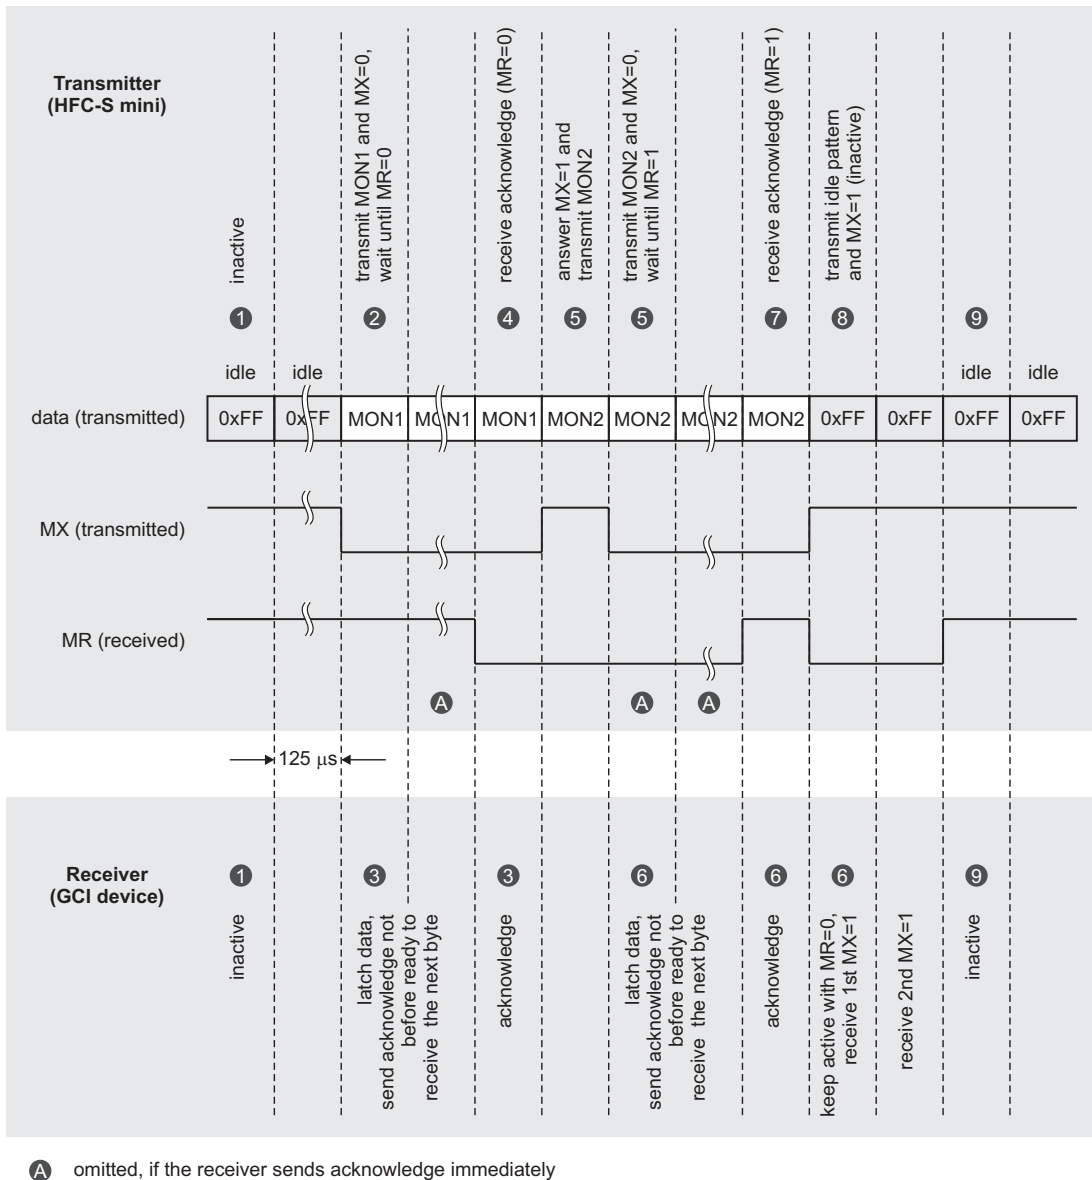 Transmitter
(HFC-S mini)
inactive
transmit MON1 and MX=0,
wait until MR=0
receive acknowledge (MR=0)
answer MX=1 and
transmit MON2
transmit MON2 and MX=0,
wait until MR=1
receive acknowledge (MR=1)
transmit idle pattern
and MX=1 (inactive)
1 2 4 5 5 7 8 9
idle idle idle idle
data (transmitted) 0xFF 0xFF MON1 MON1 MON1 MON2 MON2 MON2 MON2 0xFF 0xFF 0xFF 0xFF
MX (transmitted)
MR (received)
A A A
125 µs
Receiver
(GCI device)
1 3 3 6 6 6 9
inactive
latch data,
send acknowledge not
before ready to
receive the next byte
acknowledge
latch data,
send acknowledge not
before ready to
receive the next byte
acknowledge
keep active with MR=0,
receive 1st MX=1
receive 2nd MX=1
inactive
A omitted, if the receiver sends acknowledge immediately